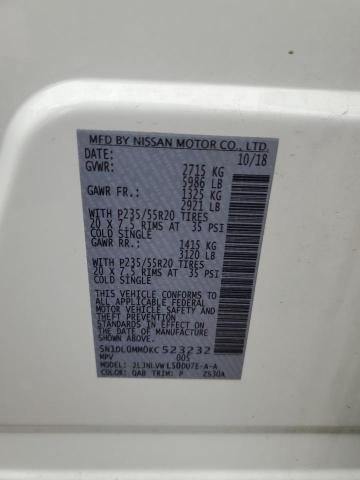 MFD BY NISSAN MOTOR CO., LTD.
DATE: 10/18
GVWR: 2715 KG
5986 LB
GAWR FR.: 1325 KG
2921 LB
WITH P235/55R20 TIRES
20 X 7.5 RIMS AT 35 PSI
COLD SINGLE
GAWR RR.: 1415 KG
3120 LB
WITH P235/55R20 TIRES
20 X 7.5 RIMS AT 35 PSI
COLD SINGLE
THIS VEHICLE CONFORMS TO
ALL APPLICABLE FEDERAL
MOTOR VEHICLE SAFETY
STANDARDS IN EFFECT ON
THE DATE OF MANUFACTURE
SHOWN ABOVE.
5N1DL0MM0KC 523232
MPV 005
MODEL:
COLOR: QAB TRIM: P